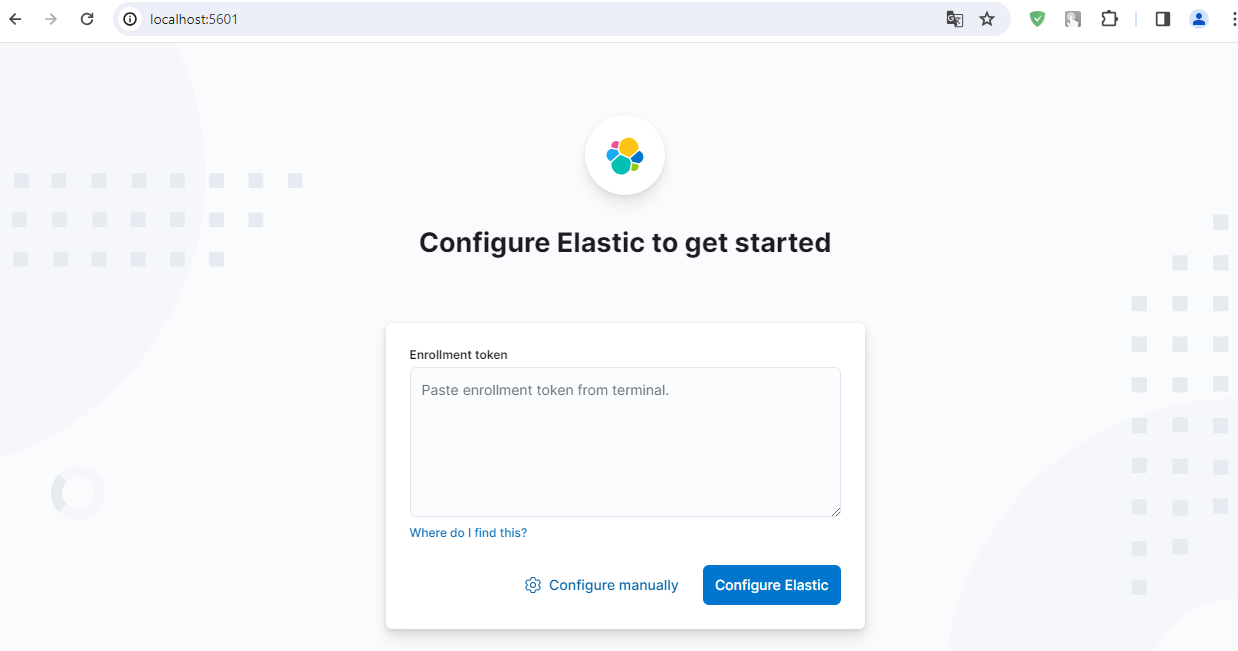 localhost:5601
Configure Elastic to get started
Enrollment token
Paste enrollment token from terminal.
Where do I find this?
Configure manually
Configure Elastic